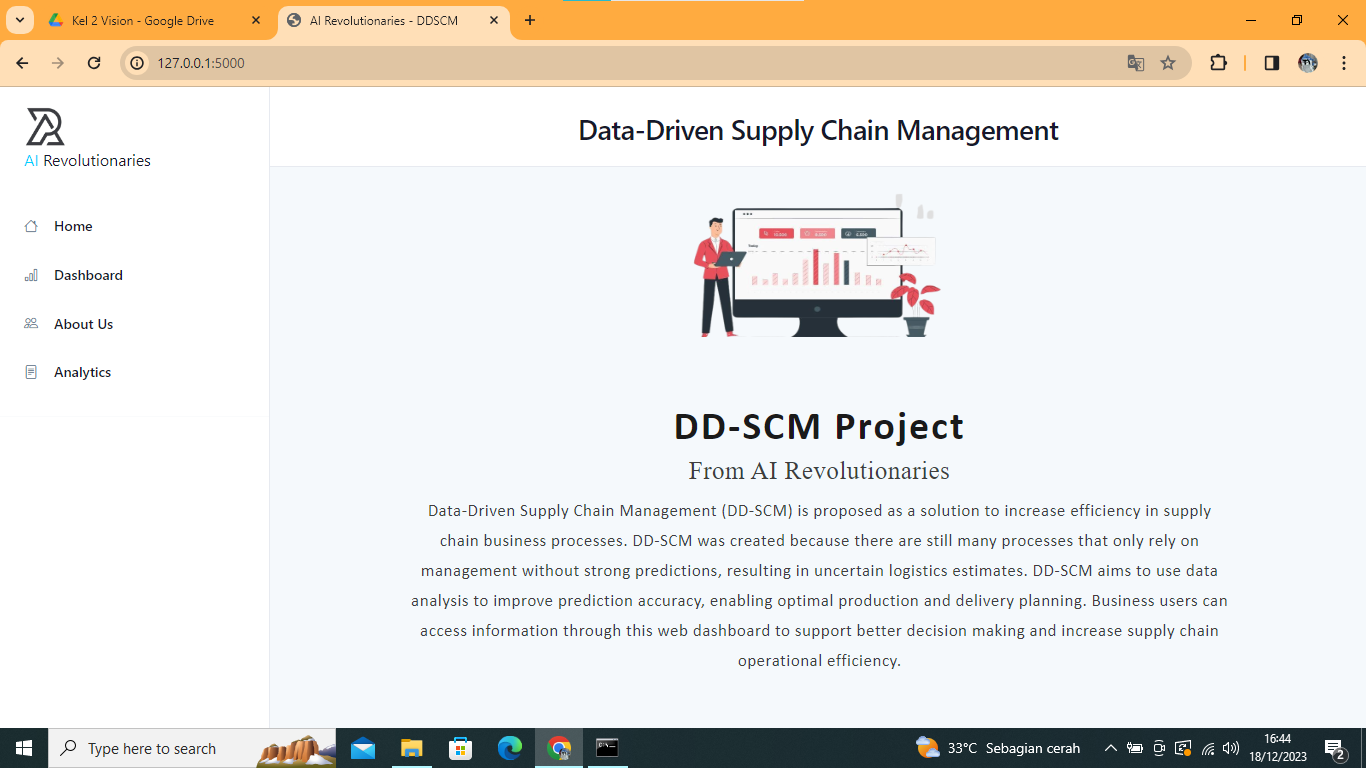 Kel 2 Vision - Google Drive
AI Revolutionaries - DDSCM
127.0.0.1:5000
AI Revolutionaries
Home
Dashboard
About Us
Analytics
Data-Driven Supply Chain Management
DD-SCM Project
From AI Revolutionaries
Data-Driven Supply Chain Management (DD-SCM) is proposed as a solution to increase efficiency in supply
chain business processes. DD-SCM was created because there are still many processes that only rely on
management without strong predictions, resulting in uncertain logistics estimates. DD-SCM aims to use data
analysis to improve prediction accuracy, enabling optimal production and delivery planning. Business users can
access information through this web dashboard to support better decision making and increase supply chain
operational efficiency.
Type here to search
33°C Sebagian cerah
16:44
18/12/2023
2